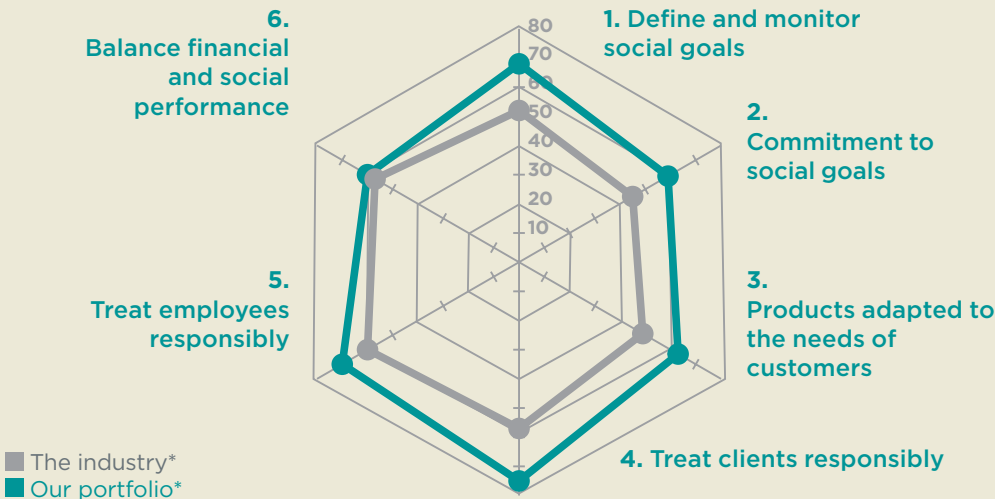 6.
Balance financial
and social
performance
1. Define and monitor
social goals
80
70
60
50
40
30
20
10
2.
Commitment to
social goals
3.
Products adapted to
the needs of
customers
4. Treat clients responsibly
5.
Treat employees
responsibly
The industry*
Our portfolio*